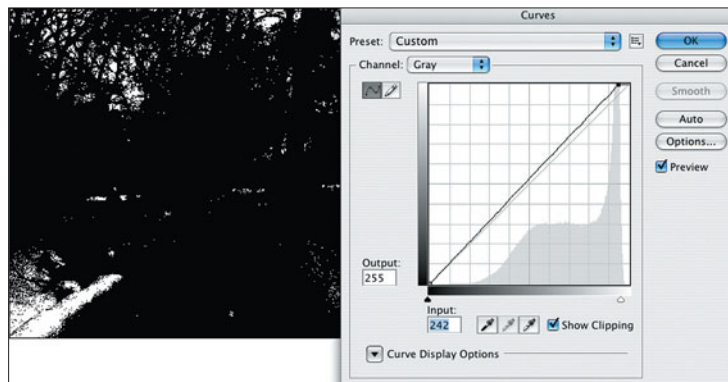 Curves
Preset: Custom
OK
Channel: Gray
Cancel
Smooth
Auto
Options...
Preview
Output:
255
Input:
242
Show Clipping
Curve Display Options